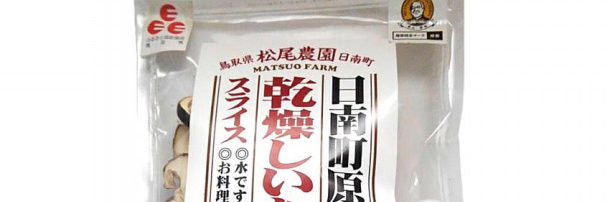 鳥取県 松尾農園 日南町
MATSUO FARM
日南町原
乾燥しい
スライス
◎水です
◎お料理